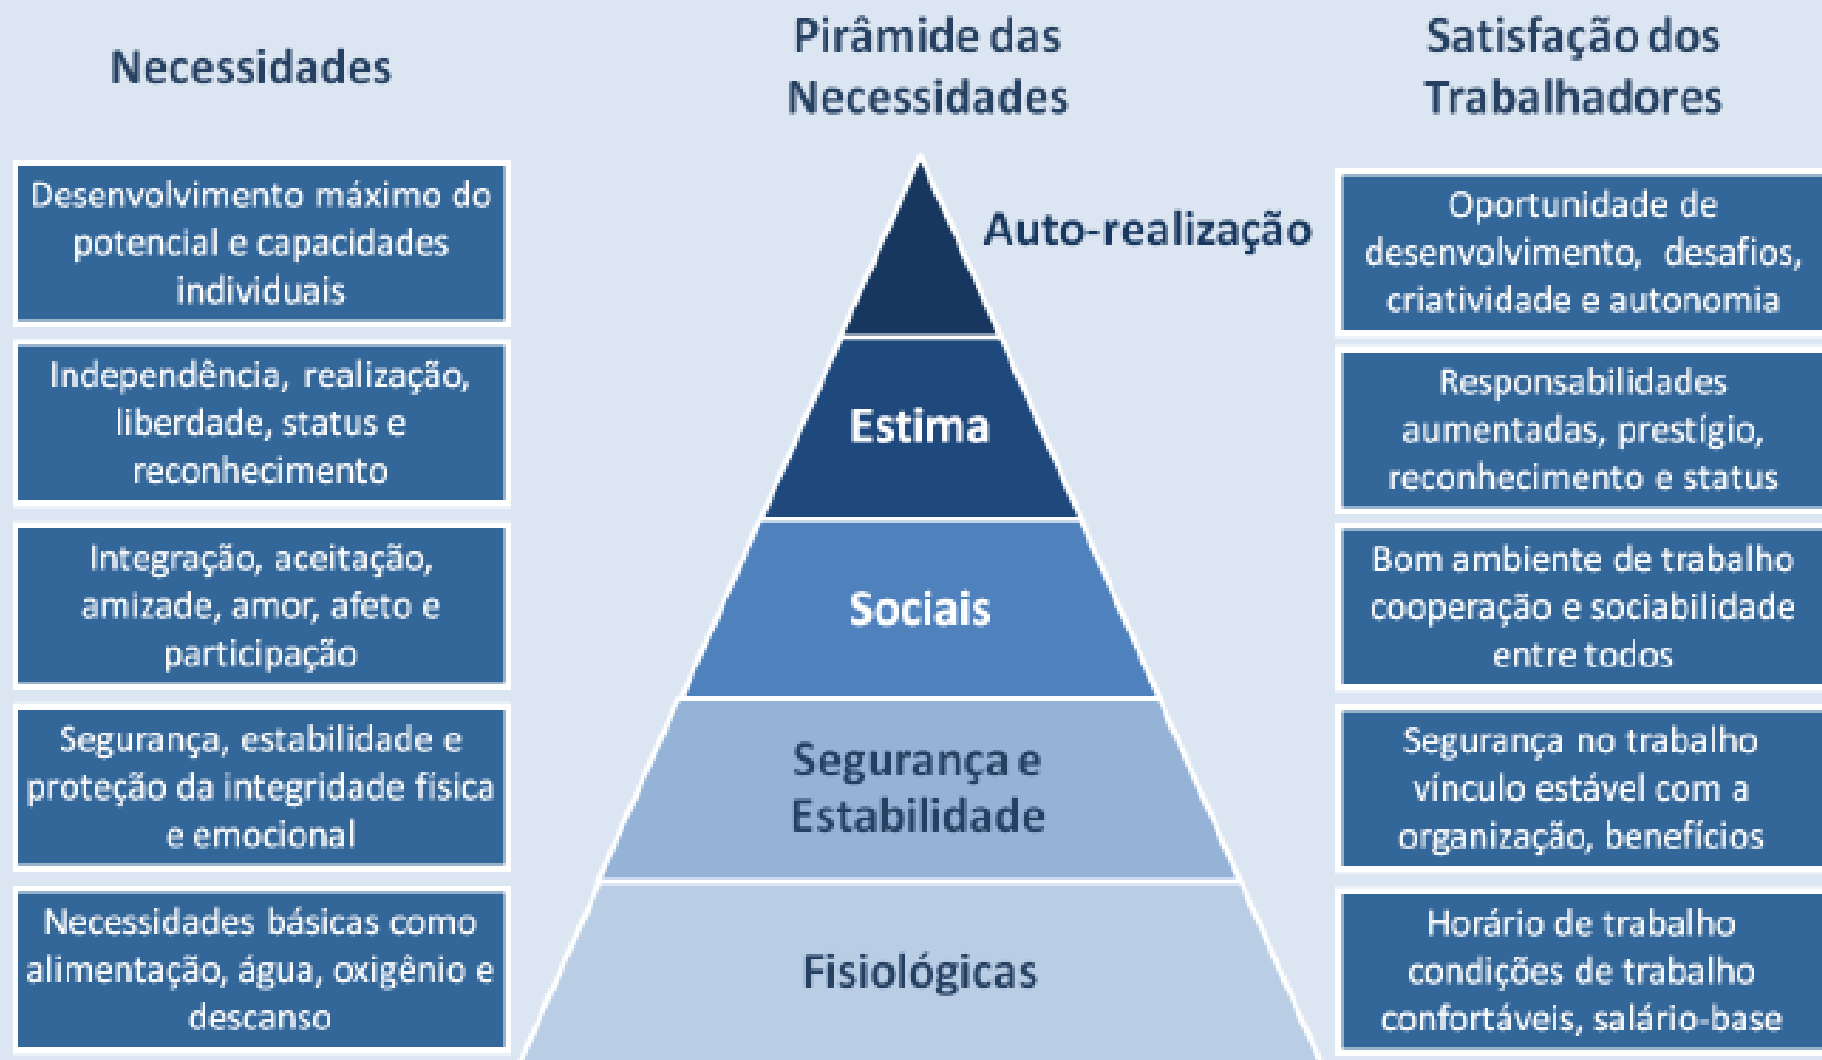 Necessidades
Pirâmide das
Necessidades
Satisfação dos
Trabalhadores
Desenvolvimento máximo do
potencial e capacidades
individuais
Auto-realização
Oportunidade de
desenvolvimento, desafios,
criatividade e autonomia
Independência, realização,
liberdade, status e
reconhecimento
Estima
Responsabilidades
aumentadas, prestígio,
reconhecimento e status
Integração, aceitação,
amizade, amor, afeto e
participação
Sociais
Bom ambiente de trabalho
cooperação e sociabilidade
entre todos
Segurança, estabilidade e
proteção da integridade física
e emocional
Segurança e
Estabilidade
Segurança no trabalho
vínculo estável com a
organização, benefícios
Necessidades básicas como
alimentação, água, oxigênio e
descanso
Fisiológicas
Horário de trabalho
condições de trabalho
confortáveis, salário-base